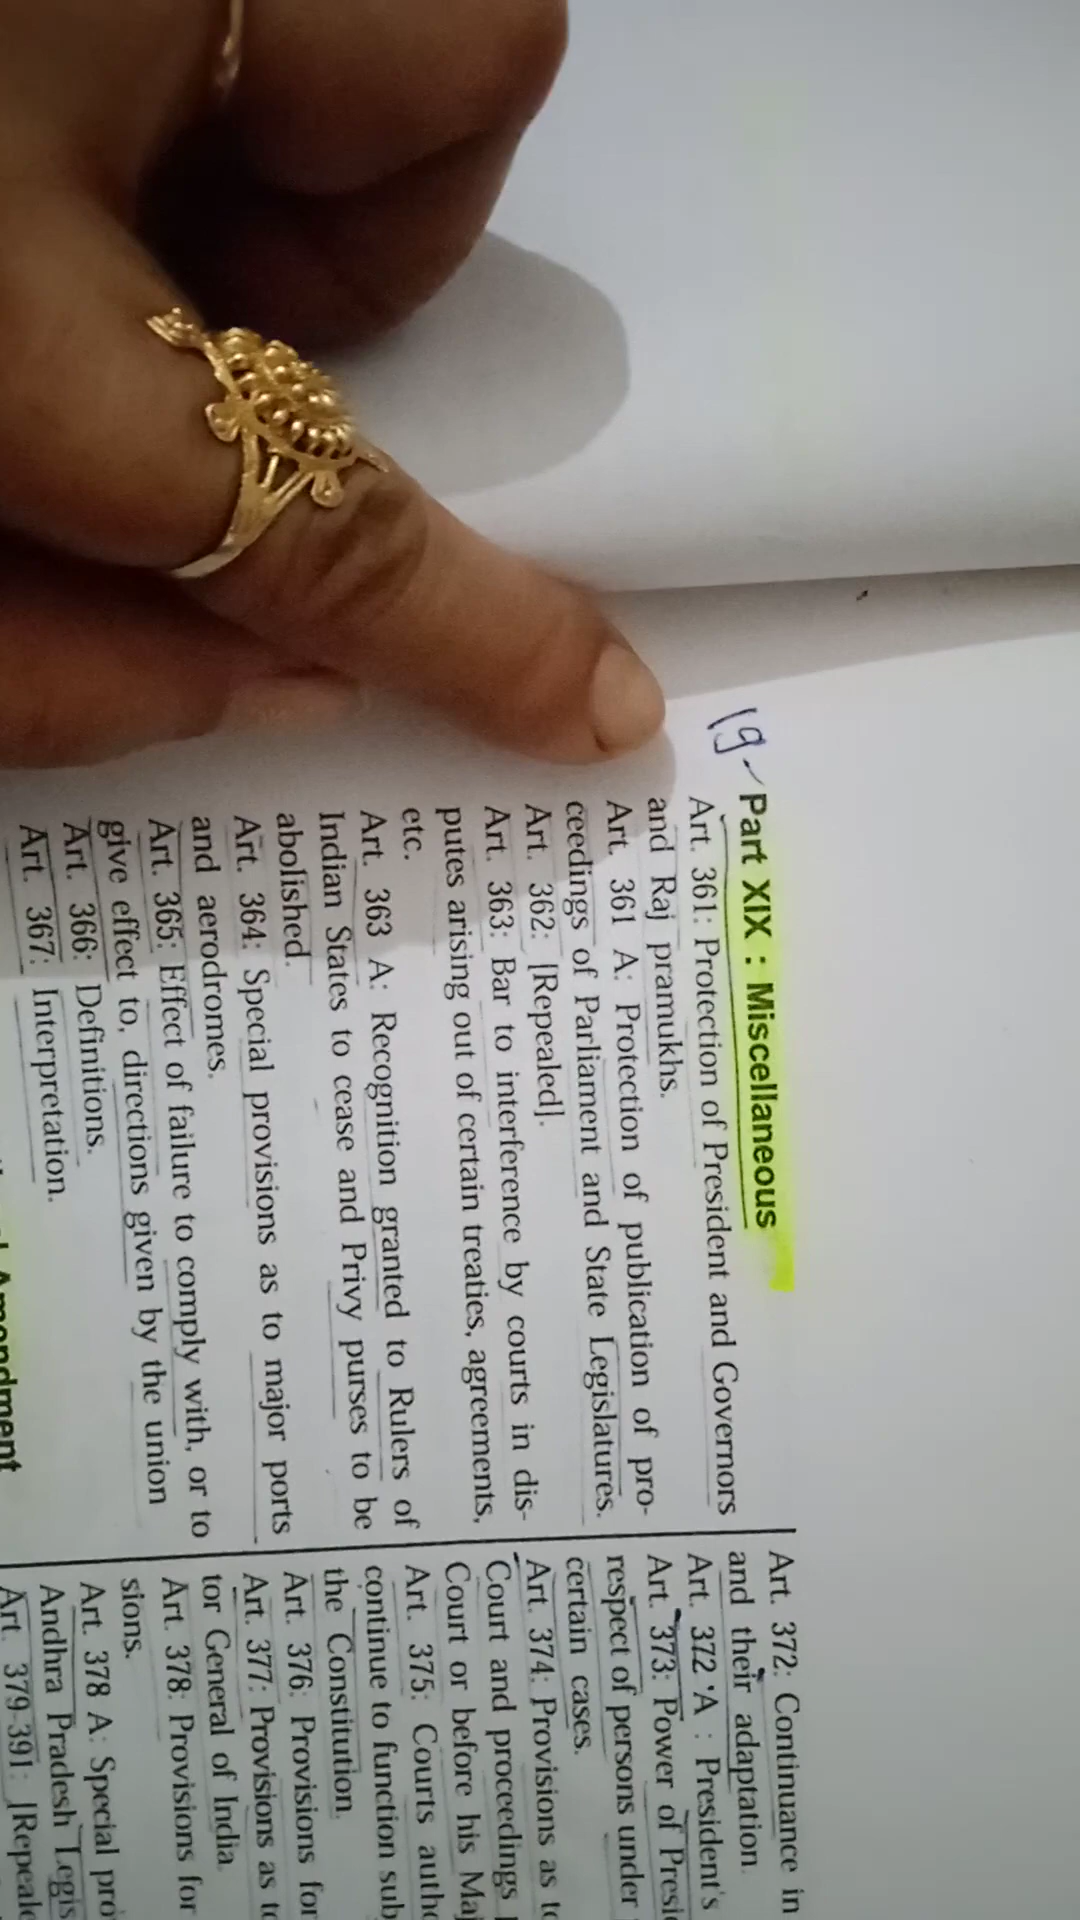 19
Part XIX : Miscellaneous
Art. 361: Protection of President and Governors
and Raj pramukhs.
Art. 361 A: Protection of publication of pro-
ceedings of Parliament and State Legislatures.
Art. 362: [Repealed].
Art. 363: Bar to interference by courts in dis-
putes arising out of certain treaties, agreements,
etc.
Art. 363 A: Recognition granted to Rulers of
Indian States to cease and Privy purses to be
abolished.
Art. 364: Special provisions as to major ports
and aerodromes.
Art. 365: Effect of failure to comply with, or to
give effect to, directions given by the union
Art. 366: Definitions.
Art. 367: Interpretation.
Amendment
Art. 372: Continuance in
and their adaptation.
Art. 372 A : President's
Art. 373: Power of
respect of persons under
certain cases.
Art. 374: Provisions as to
Court and proceedings
Court or before his
Art. 375: Courts
continue to function
the Constitution.
Art. 376: Provisions for
Art. 377: Provisions as to
tor General of India.
Art. 378: Provisions for
sions.
Art. 378 A: Special
Andhra Pradesh
Art. 379-391: